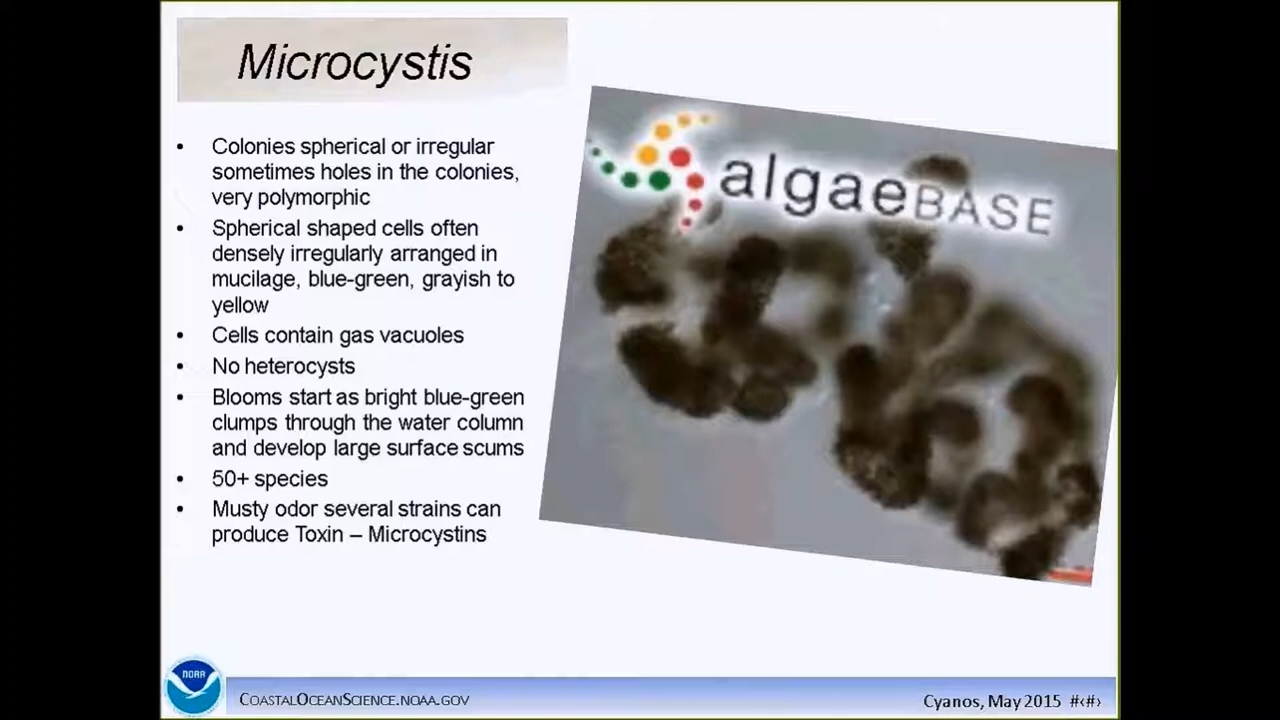 Microcystis
algaeBASE
• Colonies spherical or irregular
sometimes holes in the colonies,
very polymorphic
• Spherical shaped cells often
densely irregularly arranged in
mucilage, blue-green, grayish to
yellow
• Cells contain gas vacuoles
• No heterocysts
• Blooms start as bright blue-green
clumps through the water column
and develop large surface scums
• 50+ species
• Musty odor several strains can
produce Toxin – Microcystins
NOAA
COASTALOCEANSCIENCE.NOAA.GOV
Cyanos, May 2015 #‹#›